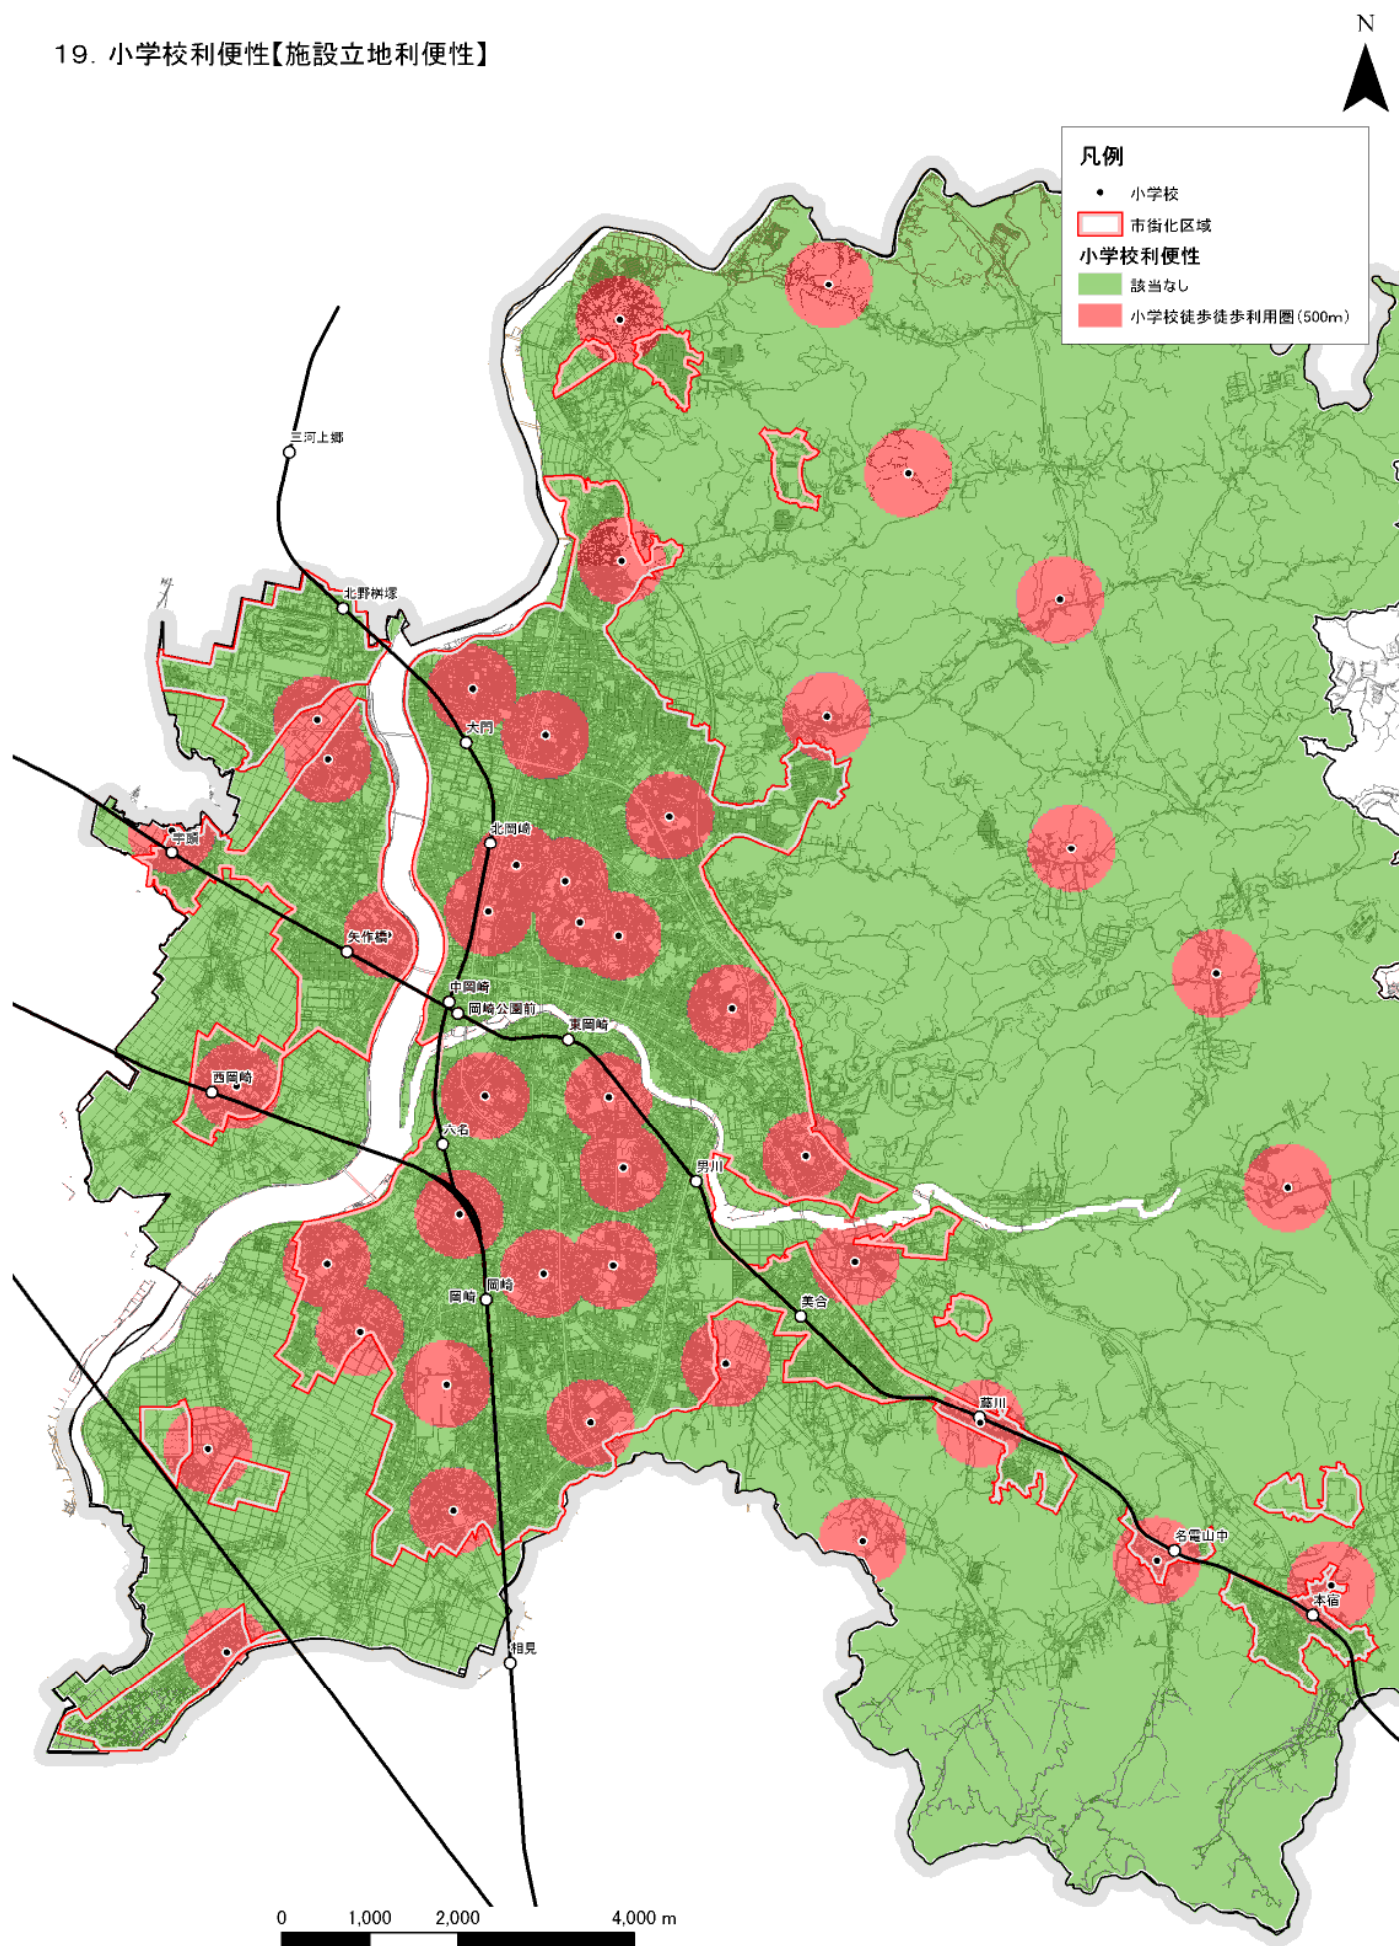 19. 小学校利便性【施設立地利便性】
N
凡例
小学校
市街化区域
小学校利便性
該当なし
小学校徒歩徒歩利用圏(500m)
三河上郷
北野桝塚
大門
北岡崎
宇頭
矢作橋
中岡崎
岡崎公園前
東岡崎
西岡崎
六名
男川
岡崎
岡崎
美合
藤川
名電山中
本宿
相見
0 1,000 2,000 4,000 m